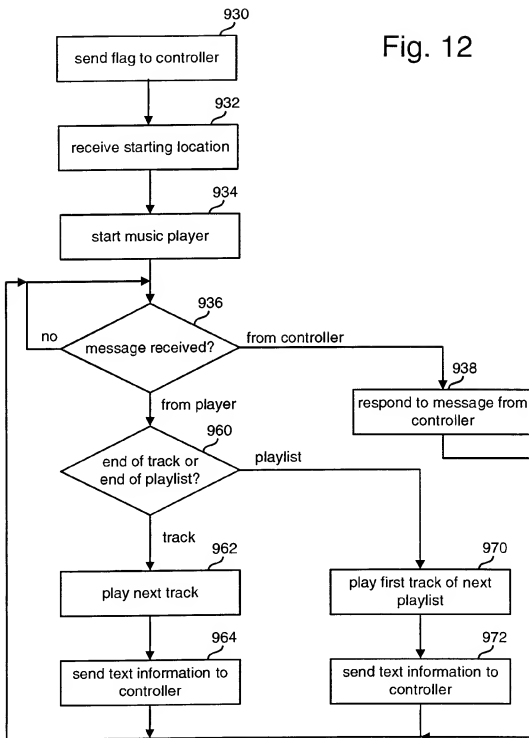 930
send flag to controller
Fig. 12
932
receive starting location
934
start music player
936
no
message received?
from controller
938
respond to message from
controller
from player
960
end of track or
end of playlist?
playlist
track
962
play next track
970
play first track of next
playlist
964
send text information to
controller
972
send text information to
controller